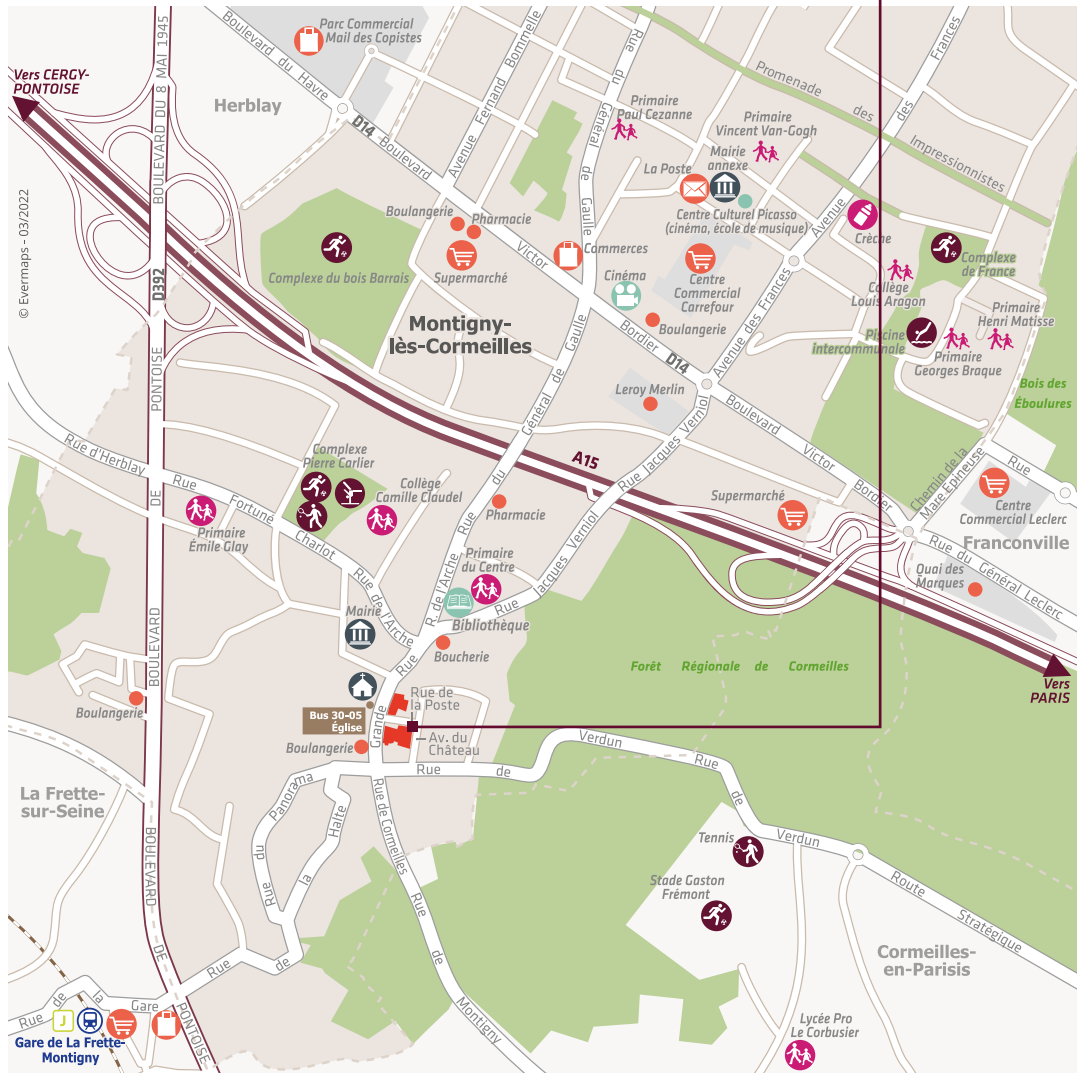 Parc Commercial
Mail des Copistes
Boulevard du Havre
Vers CERGY-
PONTOISE
BOULEVARD DU 8 MAI 1945
Herblay
D14
Boulevard
Victor
Bordier
D14
Boulevard
Victor
Bordier
Avenue Fernand Bommelle
Rue du Général de Gaulle
Primaire
Paul Cezanne
Primaire
Vincent Van-Gogh
Promenade des Impressionnistes
Avenue des Frances
Avenue des Frances
La Poste
Mairie
annexe
Centre Culturel Picasso
(cinéma, école de musique)
Crèche
Complexe
de France
Collège
Louis Aragon
Primaire
Henri Matisse
Piscine
intercommunale
Primaire
Georges Braque
Bois des
Éboulures
© Evermaps - 03/2022
Complexe du bois Barrais
Boulangerie
Pharmacie
Supermarché
Commerces
Cinéma
Centre
Commercial
Carrefour
Boulangerie
D392
Montigny-
lès-Cormeilles
Leroy Merlin
BOULEVARD DE PONTOISE
Rue d'Herblay
Rue Fortuné Charlot
Complexe
Pierre Carlier
Collège
Camille Claudel
Primaire
Émile Glay
A15
Rue du Général de Gaulle
Pharmacie
Rue Jacques Verniol
Rue Jacques Verniol
Supermarché
Chemin de la
Mare Epineuse
Rue
Centre
Commercial Leclerc
Franconville
Rue du Général Leclerc
Quai des
Marques
Vers
PARIS
Primaire
du Centre
Bibliothèque
R. de l'Arche
Rue de l'Arche
Mairie
Boucherie
Grande Rue
Forêt Régionale de Cormeilles
Rue de
la Poste
Bus 30-05
Église
Av. du
Château
Boulangerie
Boulangerie
Rue de Verdun
Rue de Verdun
La Frette-
sur-Seine
Rue du Panorama
Rue de la Halte
Rue de Cormeilles
Rue de Montigny
BOULEVARD DE PONTOISE
Tennis
Stade Gaston
Frémont
Route Stratégique
Cormeilles-
en-Parisis
Lycée Pro
Le Corbusier
Rue de la Gare
J
Gare de La Frette-
Montigny